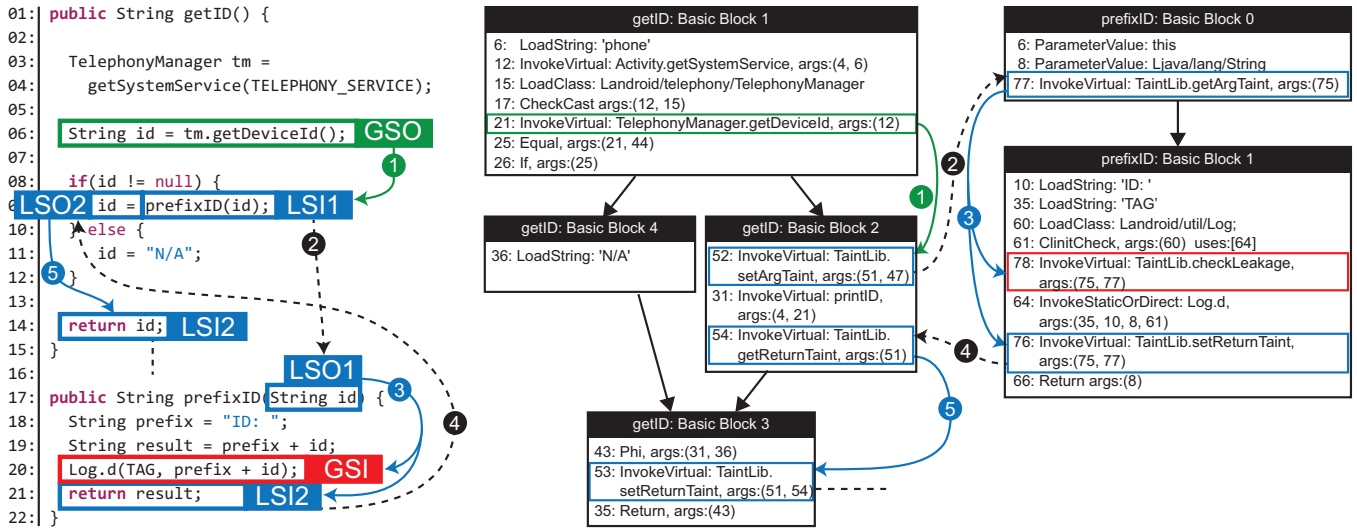 01: public String getID() {
02:
03: TelephonyManager tm =
04: getSystemService(TELEPHONY_SERVICE);
05:
06: String id = tm.getDeviceId(); GSO
07:
1
08: if(id != null) {
LSO2 id = prefixID(id); LSI1
10: } else {
2
11: id = "N/A";
5
12: }
13:
14: return id; LSI2
15: }
16:
LSO1
17: public String prefixID(String id) {
3
18: String prefix = "ID: ";
4
19: String result = prefix + id;
20: Log.d(TAG, prefix + id); GSI
21: return result; LSI2
22: }
getID: Basic Block 1
6: LoadString: 'phone'
12: InvokeVirtual: Activity.getSystemService, args:(4, 6)
15: LoadClass: Landroid/telephony/TelephonyManager
17: CheckCast args:(12, 15)
21: InvokeVirtual: TelephonyManager.getDeviceId, args:(12)
25: Equal, args:(21, 44)
26: If, args:(25)
1
2
getID: Basic Block 4
36: LoadString: 'N/A'
getID: Basic Block 2
52: InvokeVirtual: TaintLib.
setArgTaint, args:(51, 47)
31: InvokeVirtual: printID,
args:(4, 21)
54: InvokeVirtual: TaintLib.
getReturnTaint, args:(51)
4
5
getID: Basic Block 3
43: Phi, args:(31, 36)
53: InvokeVirtual: TaintLib.
setReturnTaint, args:(51, 54)
35: Return, args:(43)
prefixID: Basic Block 0
6: ParameterValue: this
8: ParameterValue: Ljava/lang/String
77: InvokeVirtual: TaintLib.getArgTaint, args:(75)
3
prefixID: Basic Block 1
10: LoadString: 'ID: '
35: LoadString: 'TAG'
60: LoadClass: Landroid/util/Log;
61: ClinitCheck, args:(60) uses:[64]
78: InvokeVirtual: TaintLib.checkLeakage,
args:(75, 77)
64: InvokeStaticOrDirect: Log.d,
args:(35, 10, 8, 61)
76: InvokeVirtual: TaintLib.setReturnTaint,
args:(75, 77)
66: Return args:(8)